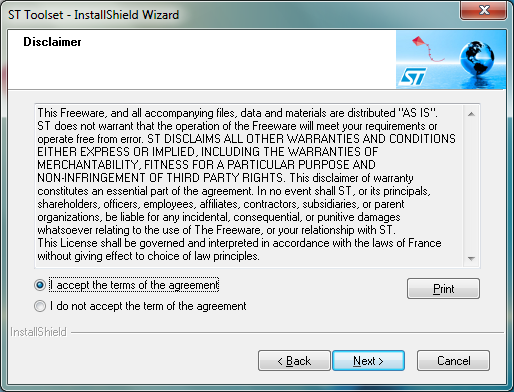 ST Toolset - InstallShield Wizard
Disclaimer
ST
This Freeware, and all accompanying files, data and materials are distributed "AS IS".
ST does not warrant that the operation of the Freeware will meet your requirements or
operate free from error. ST DISCLAIMS ALL OTHER WARRANTIES AND CONDITIONS
EITHER EXPRESS OR IMPLIED, INCLUDING THE WARRANTIES OF
MERCHANTABILITY, FITNESS FOR A PARTICULAR PURPOSE AND
NON-INFRINGEMENT OF THIRD PARTY RIGHTS. This disclaimer of warranty
constitutes an essential part of the agreement. In no event shall ST, or its principals,
shareholders, officers, employees, affiliates, contractors, subsidiaries, or parent
organizations, be liable for any incidental, consequential, or punitive damages
whatsoever relating to the use of The Freeware, or your relationship with ST.
This License shall be governed and interpreted in accordance with the laws of France
without giving effect to choice of law principles.
I accept the terms of the agreement
Print
I do not accept the term of the agreement
InstallShield
< Back
Next >
Cancel